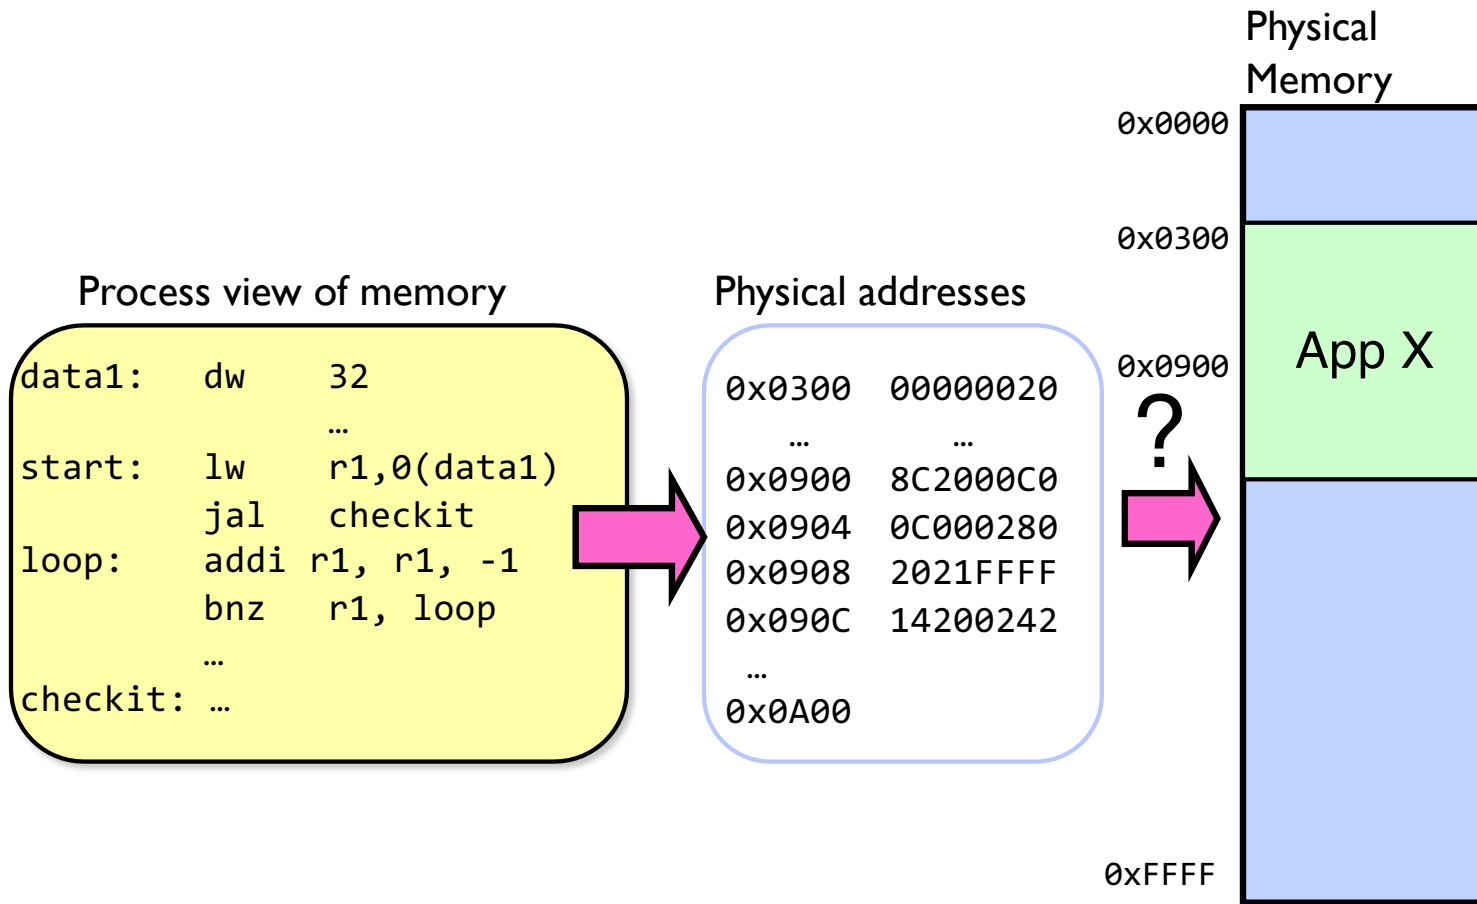 Process view of memory
data1: dw 32
…
start: lw r1,0(data1)
jal checkit
loop: addi r1, r1, -1
bnz r1, loop
…
checkit: …
Physical addresses
0x0300 00000020
… …
0x0900 8C2000C0
0x0904 0C000280
0x0908 2021FFFF
0x090C 14200242
…
0x0A00
?
Physical
Memory
0x0000
0x0300
0x0900
App X
0xFFFF